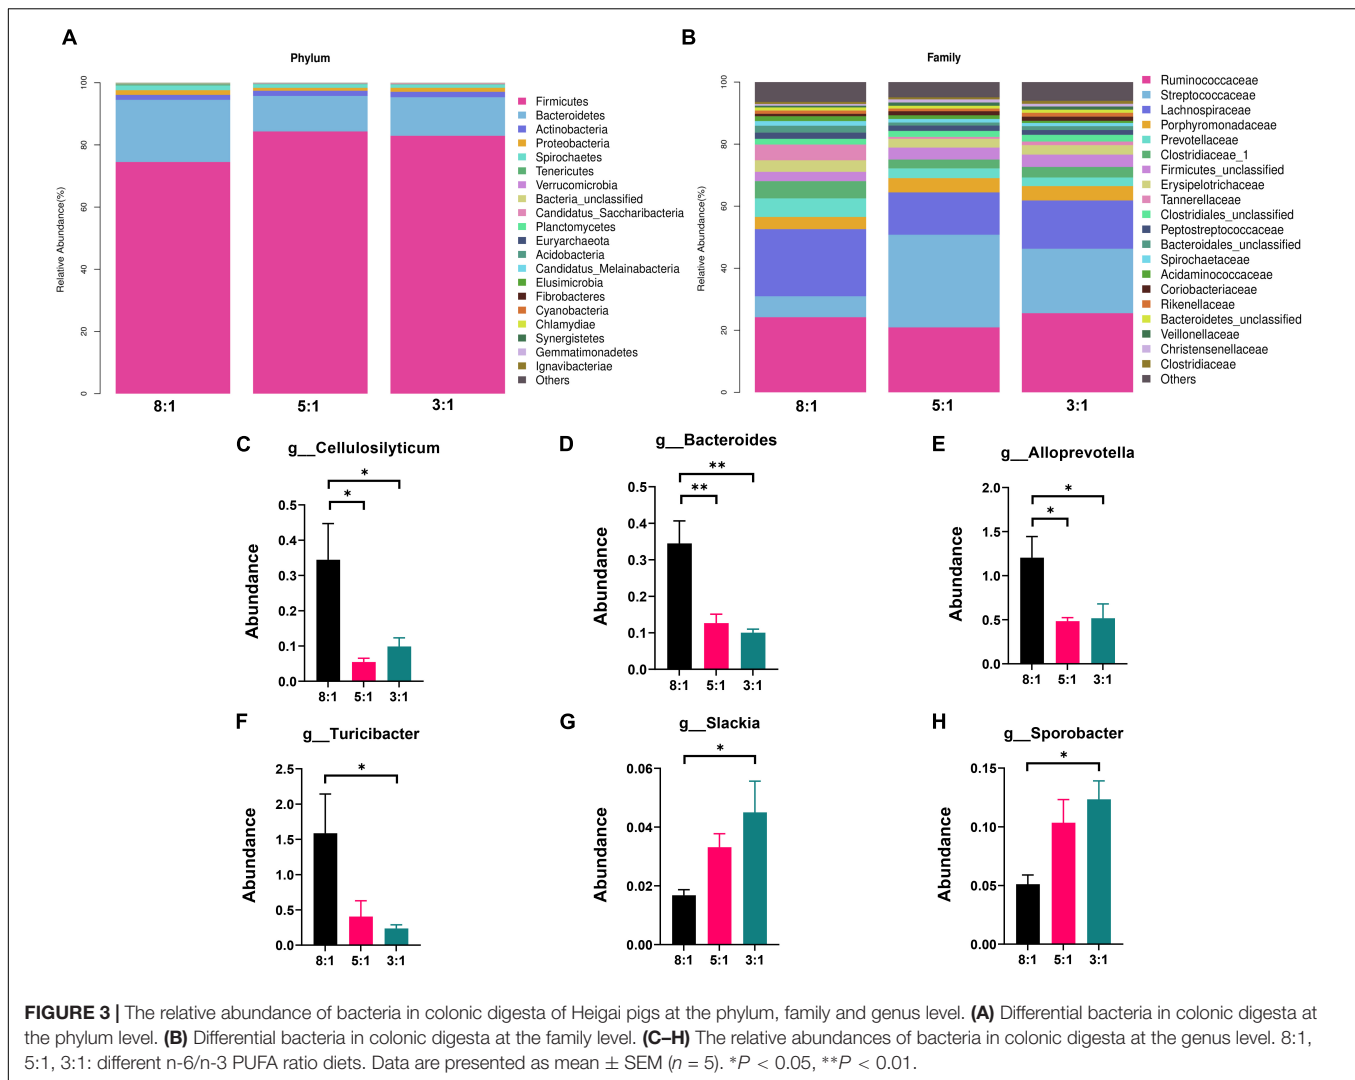 A
Phylum
Relative Abundance(%)
0
20
40
60
80
100
8:1
5:1
3:1
Firmicutes
Bacteroidetes
Actinobacteria
Proteobacteria
Spirochaetes
Tenericutes
Verrucomicrobia
Bacteria_unclassified
Candidatus_Saccharibacteria
Planctomycetes
Euryarchaeota
Acidobacteria
Candidatus_Melainabacteria
Elusimicrobia
Fibrobacteres
Cyanobacteria
Chlamydiae
Synergistetes
Gemmatimonadetes
Ignavibacteriae
Others
B
Family
Relative Abundance(%)
0
20
40
60
80
100
8:1
5:1
3:1
Ruminococcaceae
Streptococcaceae
Lachnospiraceae
Porphyromonadaceae
Prevotellaceae
Clostridiaceae_1
Firmicutes_unclassified
Erysipelotrichaceae
Tannerellaceae
Clostridiales_unclassified
Peptostreptococcaceae
Bacteroidales_unclassified
Spirochaetaceae
Acidaminococcaceae
Coriobacteriaceae
Rikenellaceae
Bacteroidetes_unclassified
Veillonellaceae
Christensenellaceae
Clostridiaceae
Others
C
g__Cellulosilyticum
*
*
Abundance
0.5
0.4
0.3
0.2
0.1
0.0
8:1 5:1 3:1
D
g__Bacteroides
**
**
Abundance
0.5
0.4
0.3
0.2
0.1
0.0
8:1 5:1 3:1
E
g__Alloprevotella
*
*
Abundance
2.0
1.5
1.0
0.5
0.0
8:1 5:1 3:1
F
g__Turicibacter
*
Abundance
2.5
2.0
1.5
1.0
0.5
0.0
8:1 5:1 3:1
G
g__Slackia
*
Abundance
0.06
0.04
0.02
0.00
8:1 5:1 3:1
H
g__Sporobacter
*
Abundance
0.15
0.10
0.05
0.00
8:1 5:1 3:1
FIGURE 3 | The relative abundance of bacteria in colonic digesta of Heigai pigs at the phylum, family and genus level. (A) Differential bacteria in colonic digesta at
the phylum level. (B) Differential bacteria in colonic digesta at the family level. (C–H) The relative abundances of bacteria in colonic digesta at the genus level. 8:1,
5:1, 3:1: different n-6/n-3 PUFA ratio diets. Data are presented as mean ± SEM (n = 5). *P < 0.05, **P < 0.01.